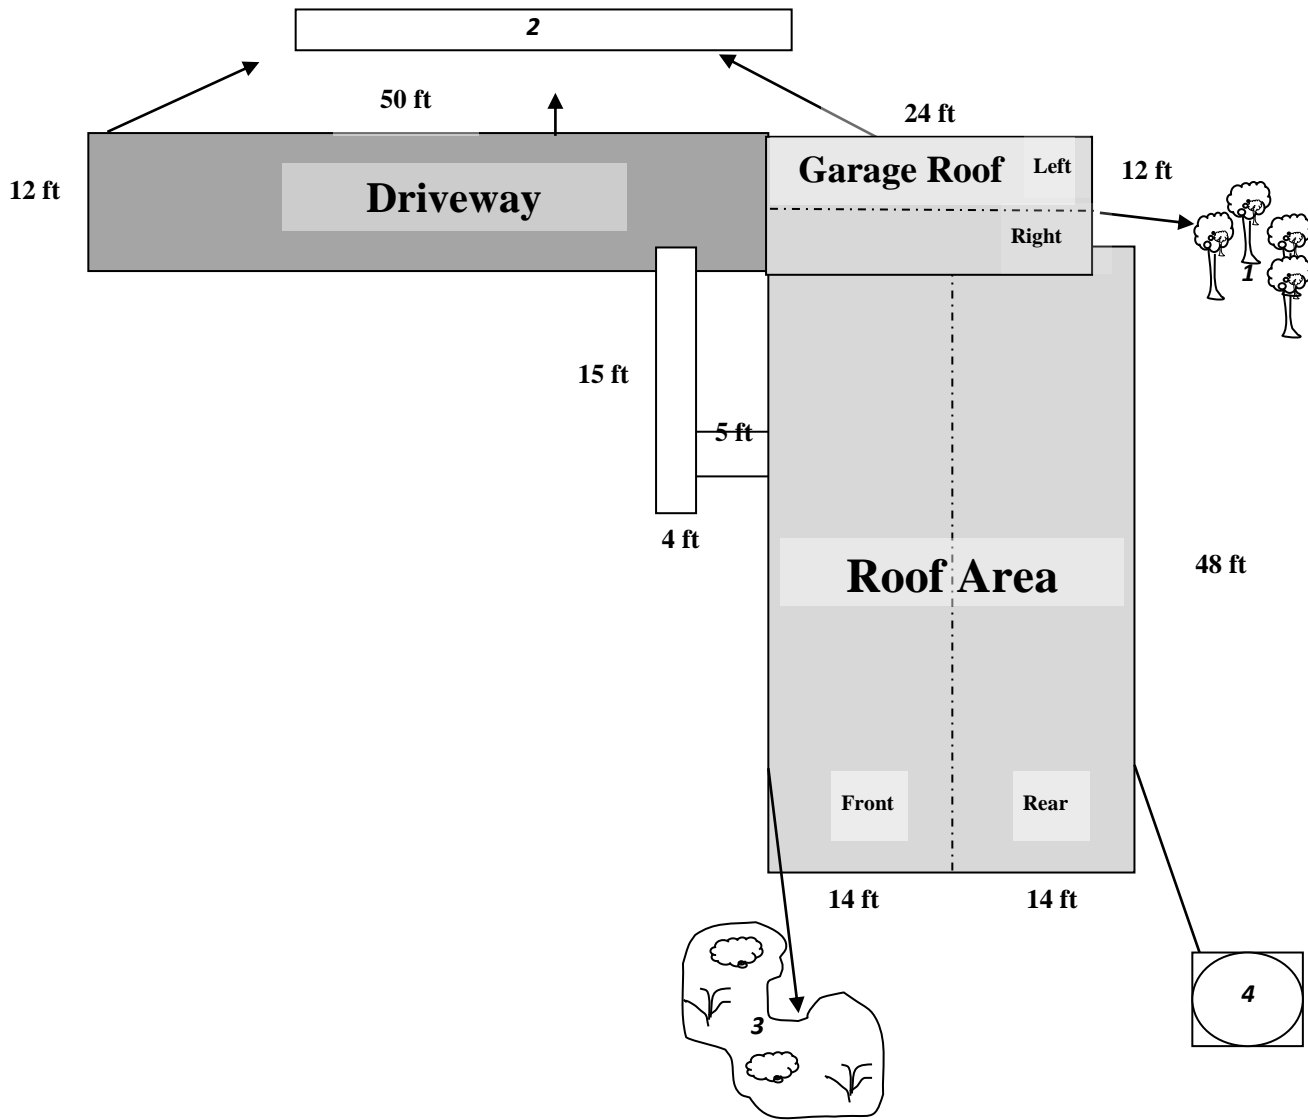 2
50 ft
24 ft
12 ft
Driveway
Garage Roof
Left
12 ft
Right
1
15 ft
5 ft
4 ft
Roof Area
48 ft
Front
Rear
14 ft
14 ft
3
4